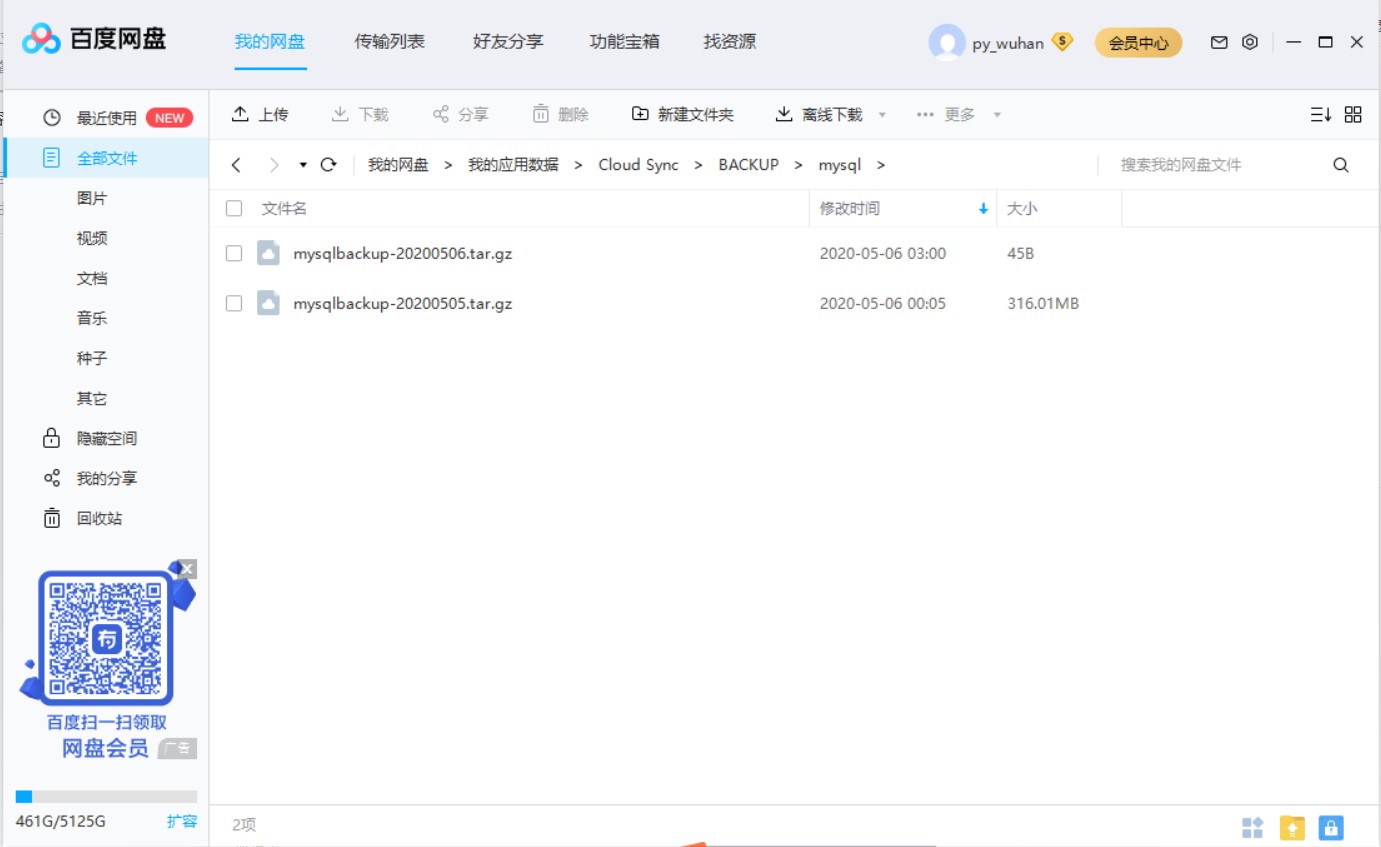 百度网盘 我的网盘 传输列表 好友分享 功能宝箱 找资源 py_wuhan S 会员中心
最近使用 NEW 上传 下载 分享 删除 新建文件夹 离线下载 ··· 更多
全部文件 我的网盘 > 我的应用数据 > Cloud Sync > BACKUP > mysql > 搜索我的网盘文件
图片
视频
文档
音乐
种子
其它
隐藏空间
我的分享
回收站
文件名 修改时间 大小
mysqlbackup-20200506.tar.gz 2020-05-06 03:00 45B
mysqlbackup-20200505.tar.gz 2020-05-06 00:05 316.01MB
有
百度扫一扫领取
网盘会员 广告
461G/5125G 扩容
2项